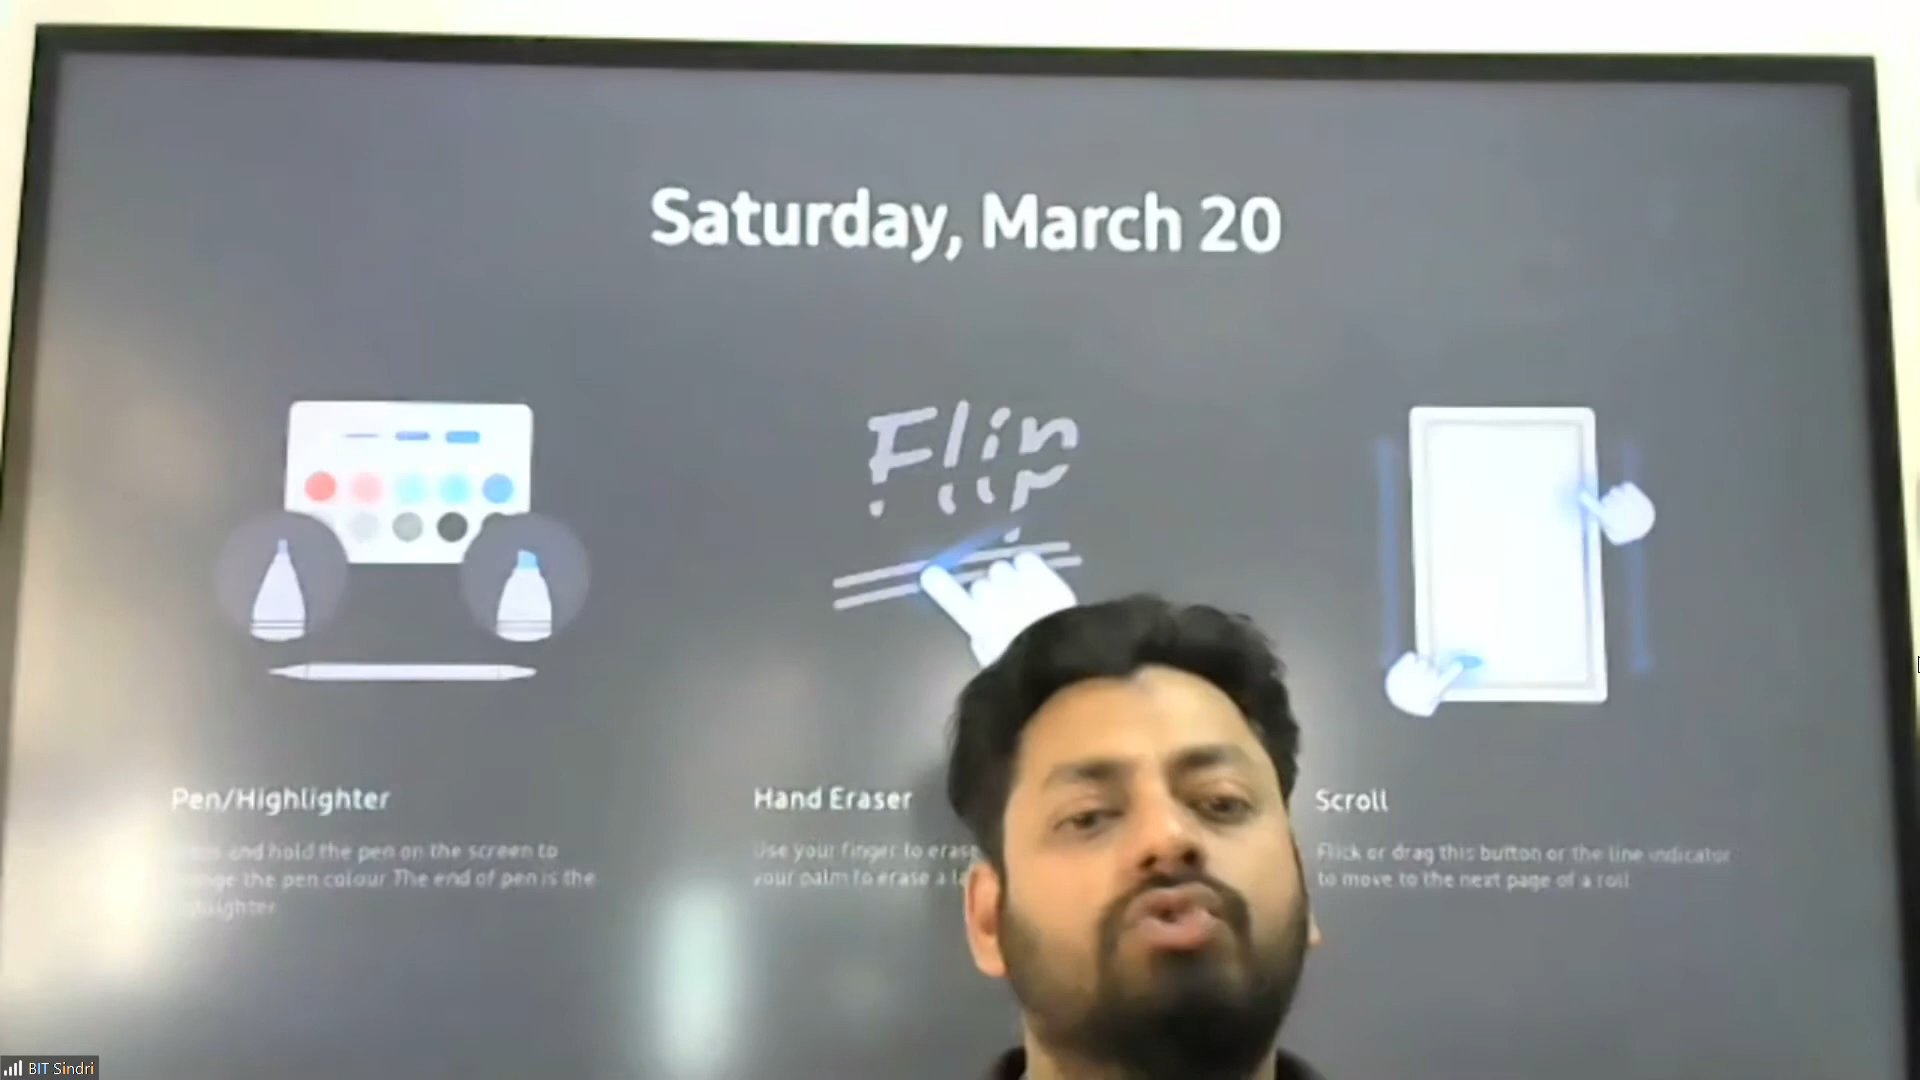 Saturday, March 20
Flip
Pen/Highlighter
and hold the pen on the screen to
the pen colour The end of pen is the
Hand Eraser
Use your finger to erase
your palm to erase a
Scroll
Flick or drag this button or the line indicator
to move to the next page of a roll
BIT Sindri